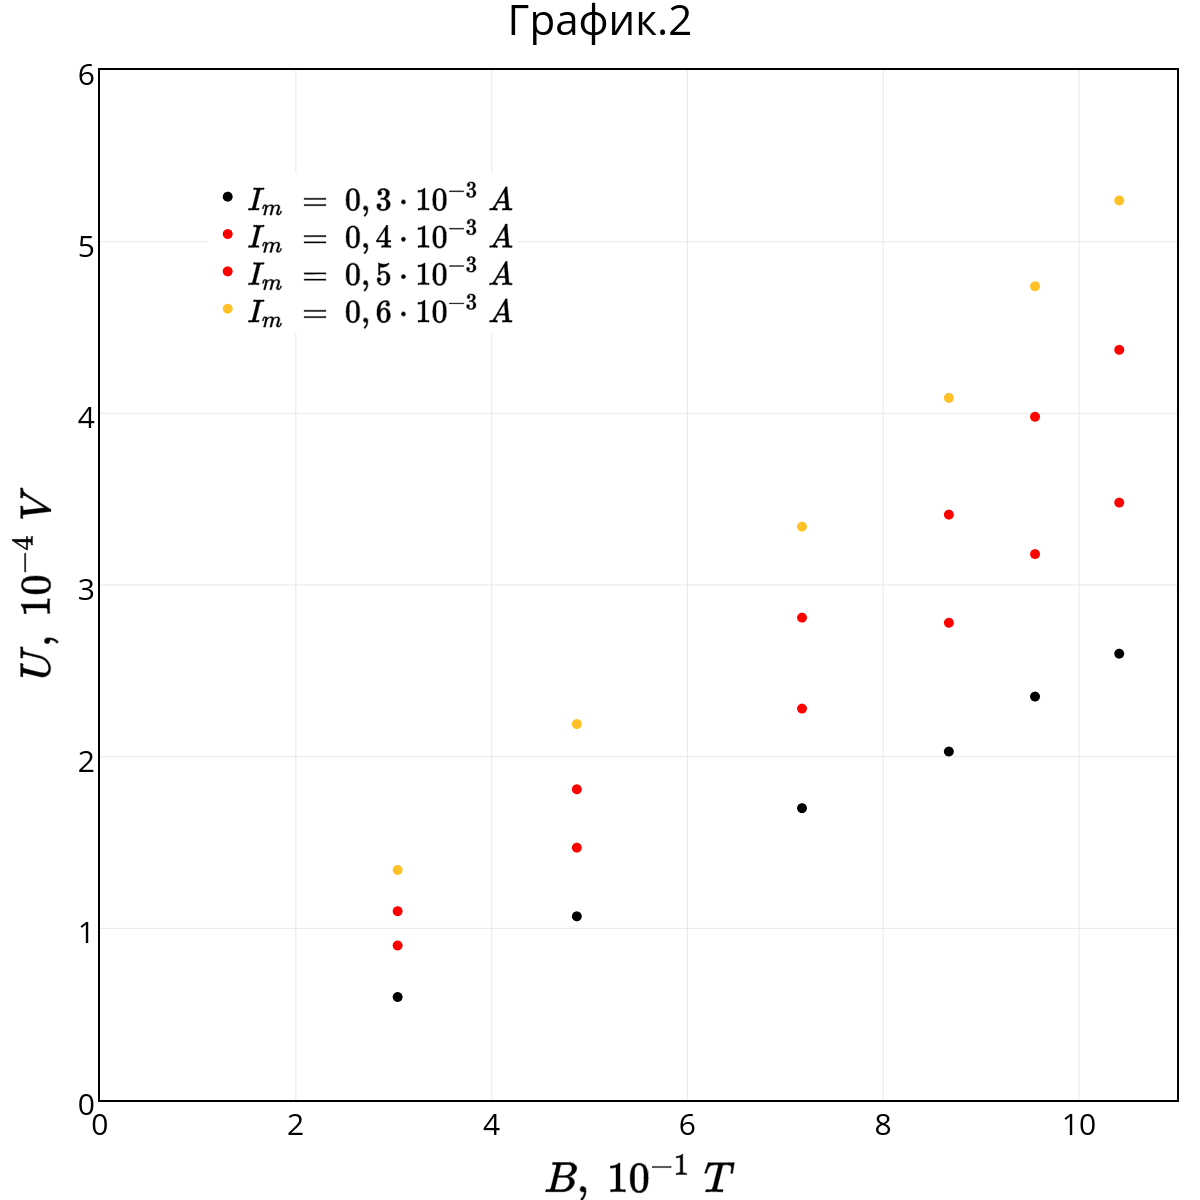 График.2
6
5
4
3
2
1
0
I_m = 0,3·10⁻³ A
I_m = 0,4·10⁻³ A
I_m = 0,5·10⁻³ A
I_m = 0,6·10⁻³ A
U, 10⁻⁴ V
0 2 4 6 8 10
B, 10⁻¹ T